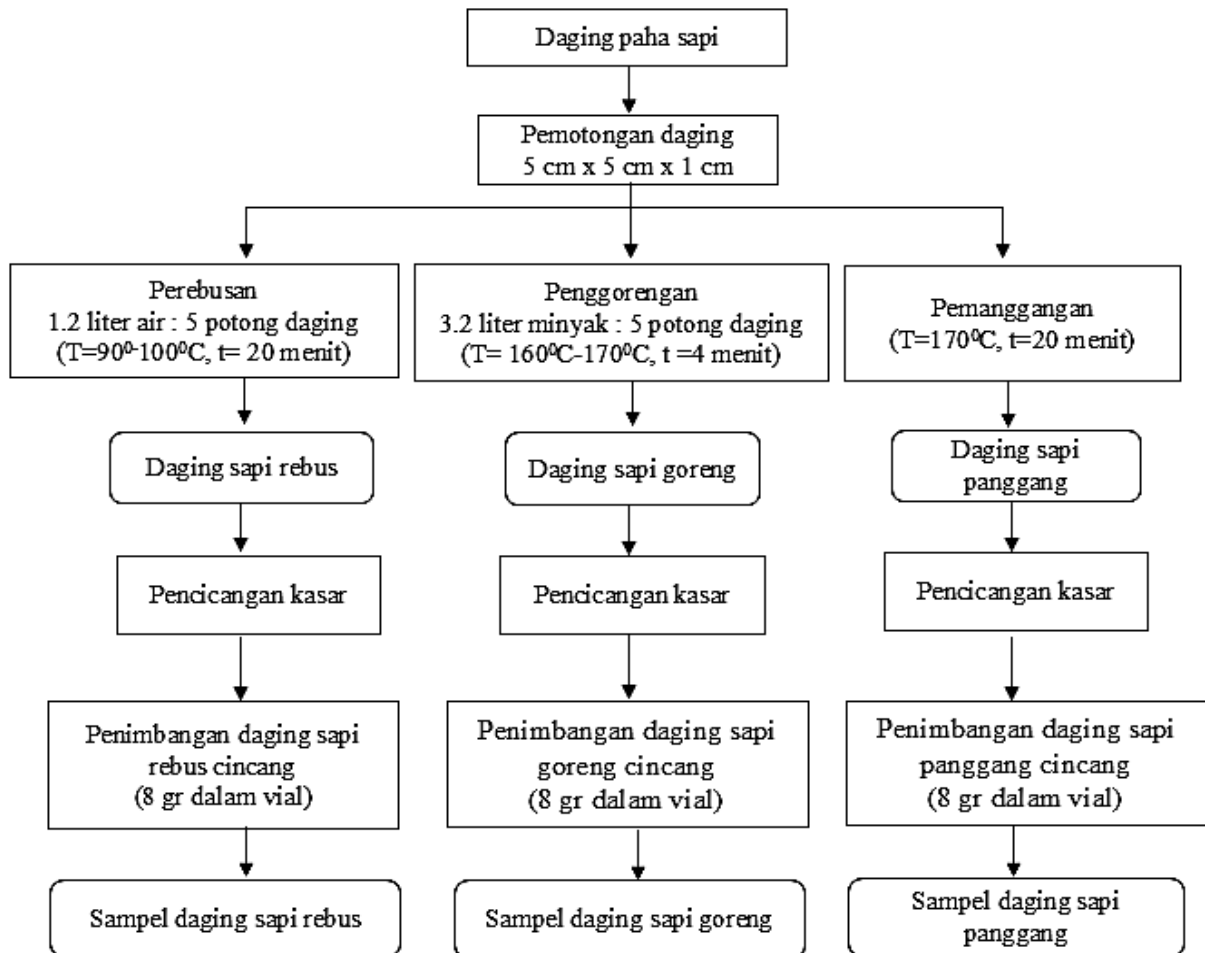 Daging paha sapi
Pemotongan daging
5 cm x 5 cm x 1 cm
Perebusan
1.2 liter air : 5 potong daging
(T=90⁰-100⁰C, t= 20 menit)
Penggorengan
3.2 liter minyak : 5 potong daging
(T= 160⁰C-170⁰C, t =4 menit)
Pemanggangan
(T=170⁰C, t=20 menit)
Daging sapi rebus
Daging sapi goreng
Daging sapi
panggang
Pencicangan kasar
Pencicangan kasar
Pencicangan kasar
Penimbangan daging sapi
rebus cincang
(8 gr dalam vial)
Penimbangan daging sapi
goreng cincang
(8 gr dalam vial)
Penimbangan daging sapi
panggang cincang
(8 gr dalam vial)
Sampel daging sapi rebus
Sampel daging sapi goreng
Sampel daging sapi
panggang